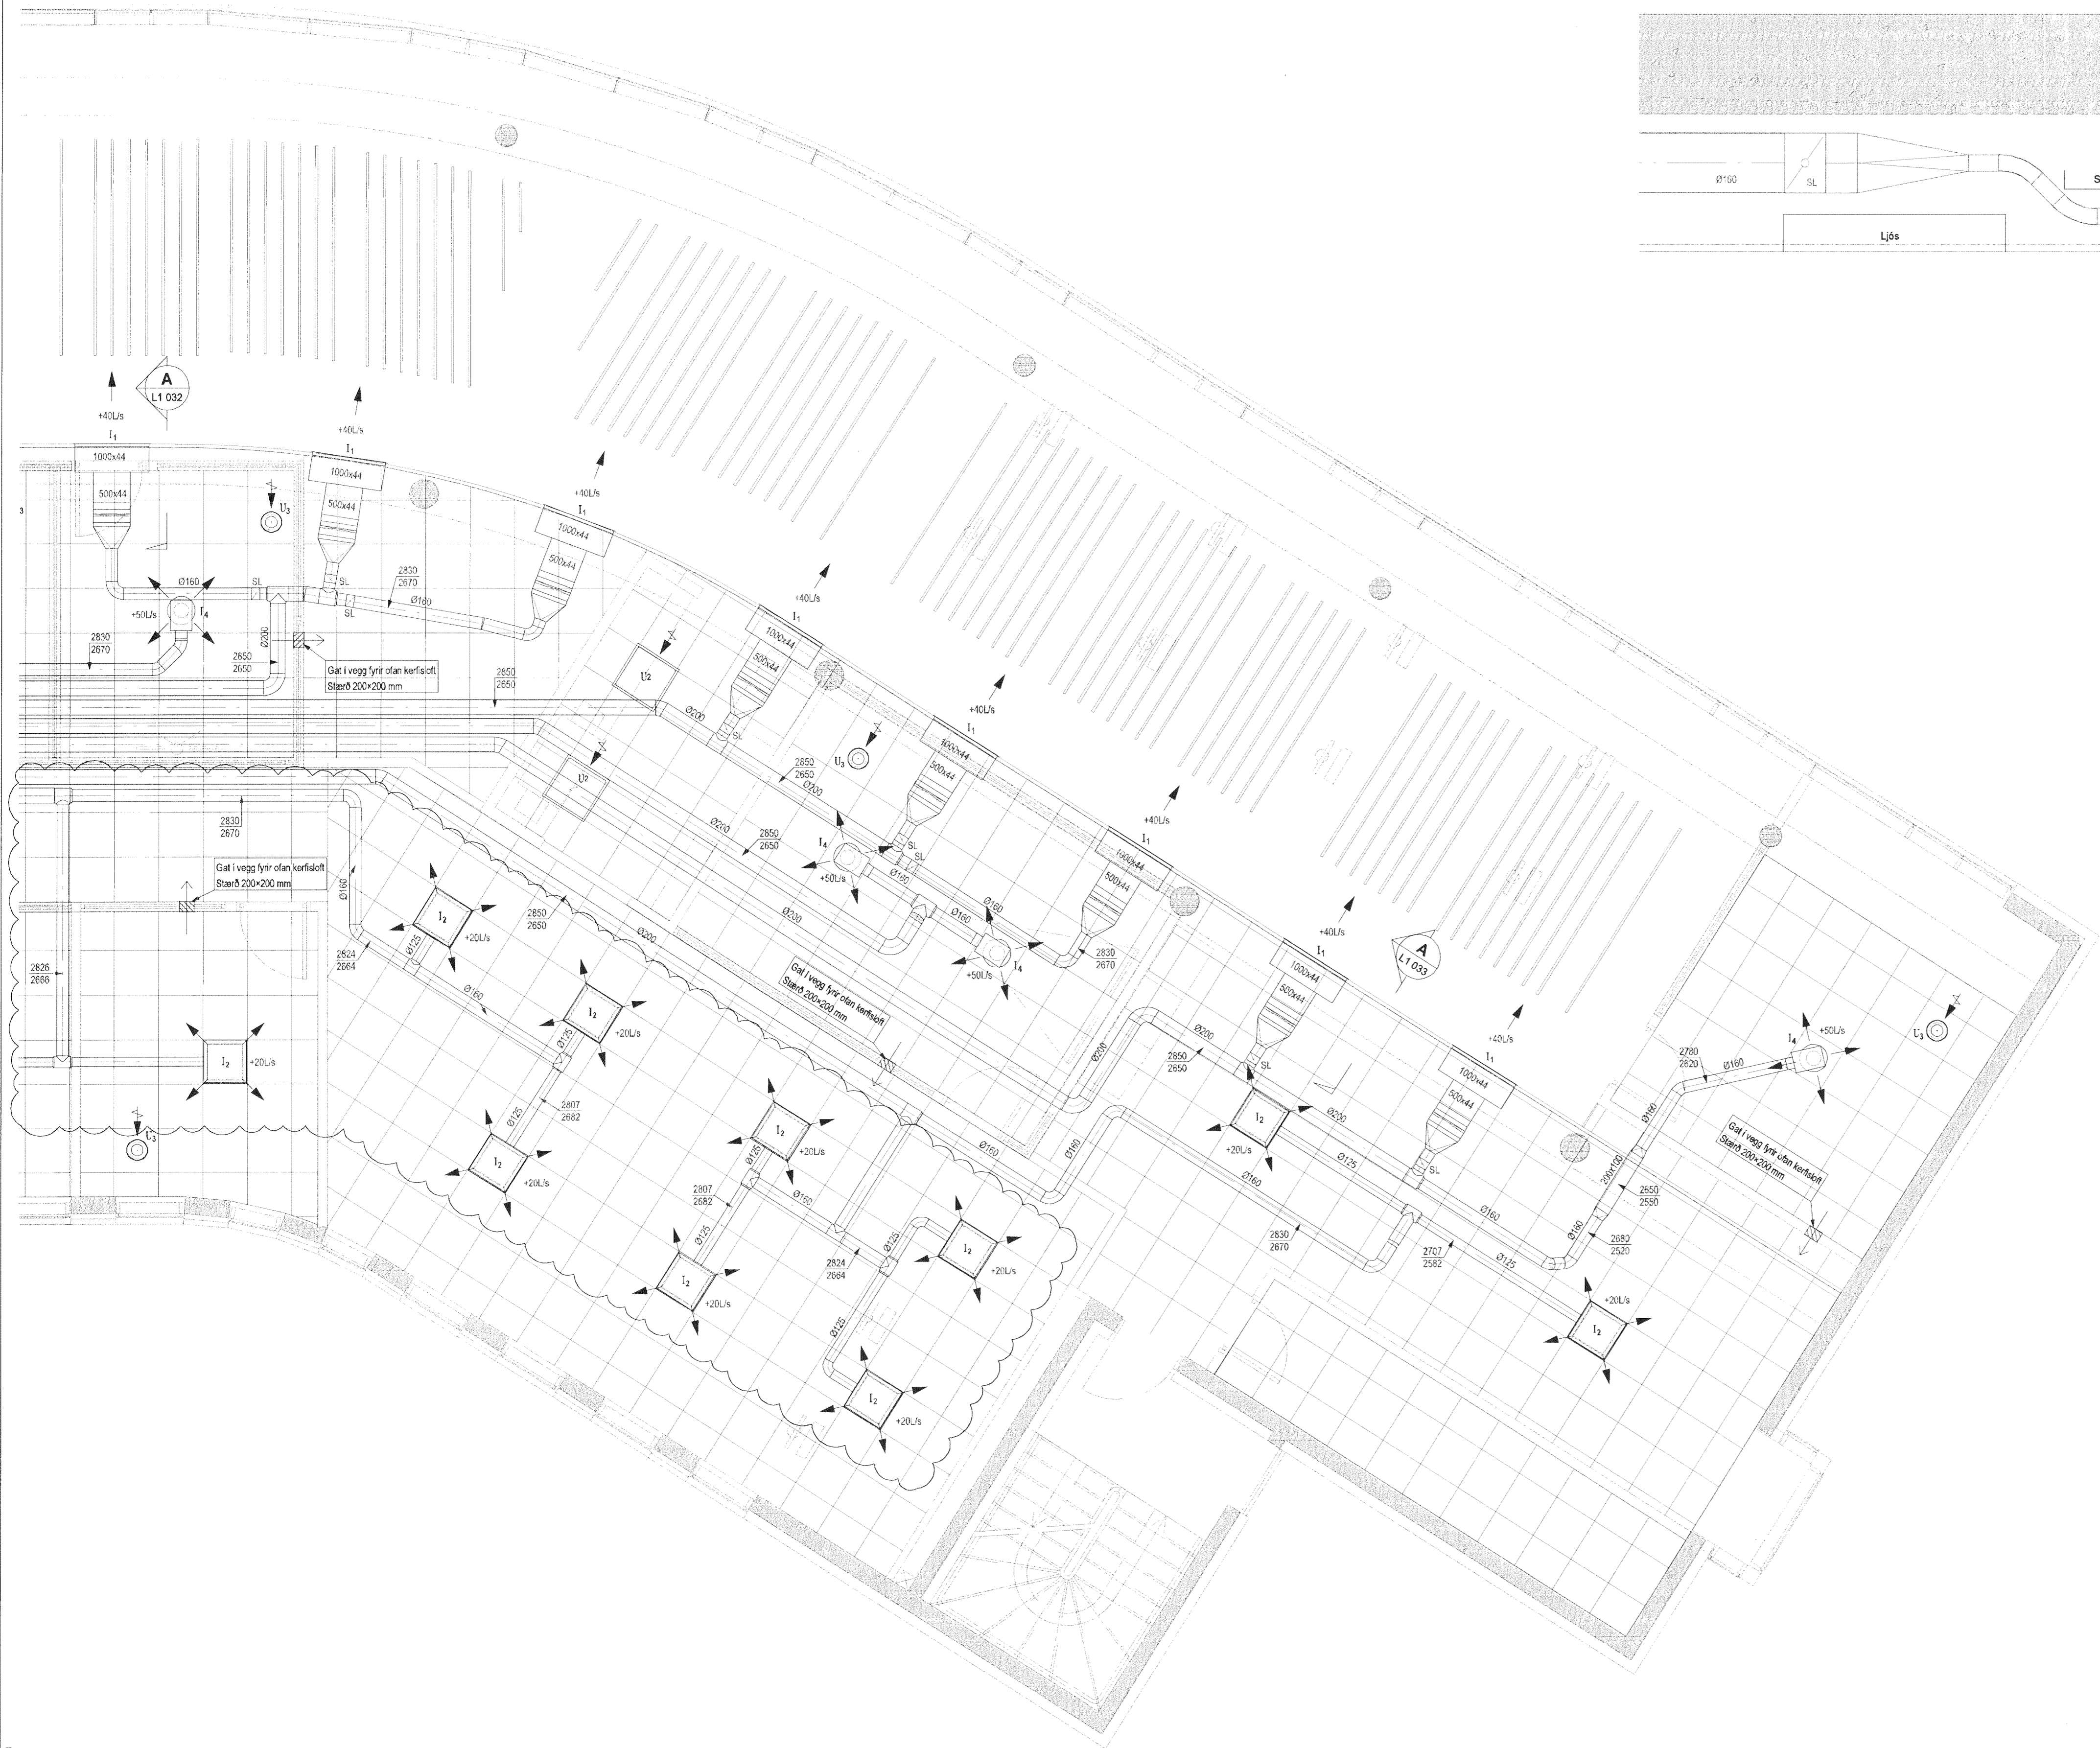 Ø160
SL
S
Ljós
A
L1 032
+40L/s
I1
1000x44
500x44
+40L/s
I1
1000x44
500x44
+40L/s
I1
1000x44
500x44
3
U3
Ø160
SL
SL
SL
2830
2670
Ø160
+50L/s
I4
2830
2670
Ø200
2850
2650
Gat í vegg fyrir ofan kerfisloft
Stærð 200×200 mm
2850
2650
U2
U2
+40L/s
I1
1000x44
500x44
SL
Ø200
U3
2850
2650
Ø200
+40L/s
I1
1000x44
500x44
SL
SL
Ø200
2850
2650
I4
+50L/s
Ø160
Ø160
Ø160
+50L/s
I4
2830
2670
+40L/s
I1
1000x44
500x44
Ø200
2830
2670
Gat í vegg fyrir ofan kerfisloft
Stærð 200×200 mm
Ø160
2824
2664
2826
2666
I2
+20L/s
U3
I2
+20L/s
Ø125
Ø160
2850
2650
Ø200
I2
+20L/s
Ø125
2807
2682
Ø125
I2
+20L/s
Gat í vegg fyrir ofan kerfisloft
Stærð 200×200 mm
I2
+20L/s
Ø125
2807
2682
Ø125
Ø160
I2
+20L/s
2824
2664
Ø125
I2
+20L/s
Ø125
I2
+20L/s
Ø160
Ø160
Ø200
Ø200
2850
2650
+40L/s
I1
1000x44
500x44
SL
A
L1 033
I2
+20L/s
Ø200
Ø125
Ø160
2830
2670
+40L/s
I1
1000x44
500x44
SL
Ø160
2707
2582
Ø125
Ø160
2680
2520
2650
2550
200x100
Ø160
2780
2620
Ø160
I4
+50L/s
U3
Gat í vegg fyrir ofan kerfisloft
Stærð 200×200 mm
+20L/s
I2